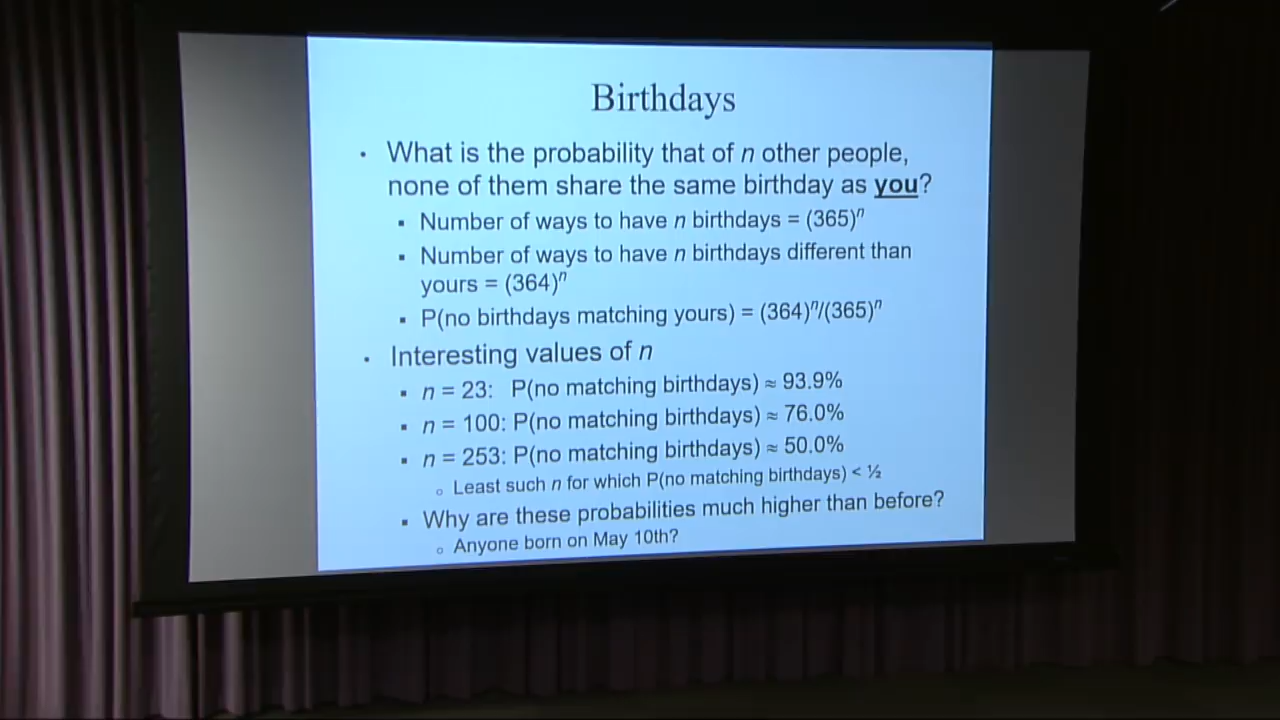 Birthdays
• What is the probability that of n other people,
none of them share the same birthday as you?
▪ Number of ways to have n birthdays = (365)ⁿ
▪ Number of ways to have n birthdays different than
yours = (364)ⁿ
▪ P(no birthdays matching yours) = (364)ⁿ/(365)ⁿ
• Interesting values of n
▪ n = 23: P(no matching birthdays) ≈ 93.9%
▪ n = 100: P(no matching birthdays) ≈ 76.0%
▪ n = 253: P(no matching birthdays) ≈ 50.0%
○ Least such n for which P(no matching birthdays) < ½
▪ Why are these probabilities much higher than before?
○ Anyone born on May 10th?